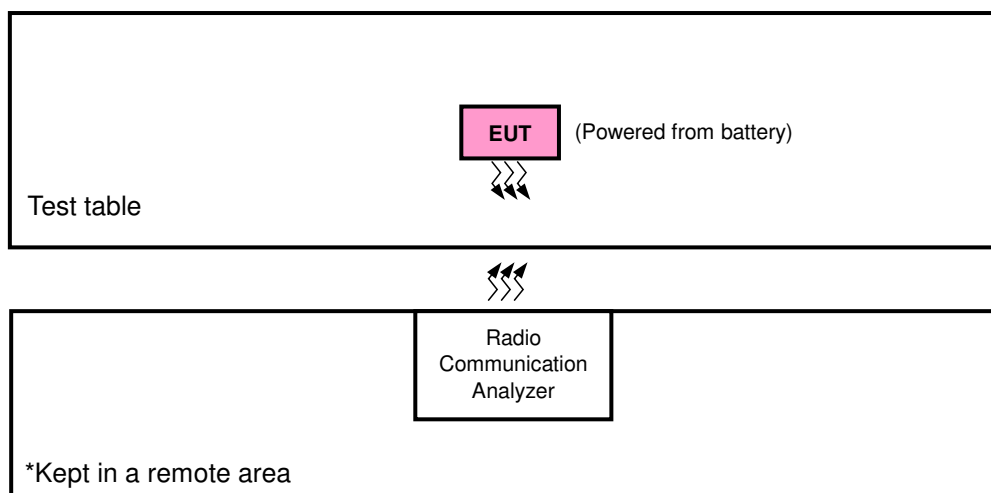 EUT
(Powered from battery)
Test table
Radio
Communication
Analyzer
*Kept in a remote area